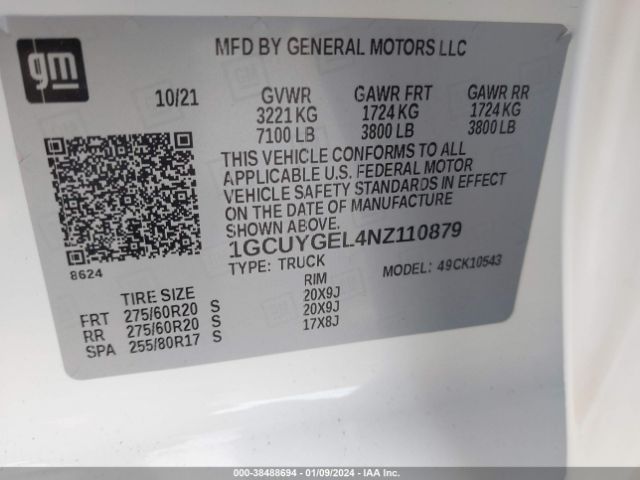 gm
MFD BY GENERAL MOTORS LLC
10/21 GVWR GAWR FRT GAWR RR
3221 KG 1724 KG 1724 KG
7100 LB 3800 LB 3800 LB
THIS VEHICLE CONFORMS TO ALL
APPLICABLE U.S. FEDERAL MOTOR
VEHICLE SAFETY STANDARDS IN EFFECT
ON THE DATE OF MANUFACTURE
SHOWN ABOVE.
1GCUYGEL4NZ110879
8624
TYPE: TRUCK MODEL: 49CK10543
TIRE SIZE RIM
FRT 275/60R20 S 20X9J
RR 275/60R20 S 20X9J
SPA 255/80R17 S 17X8J
000-38488694 - 01/09/2024 - IAA Inc.